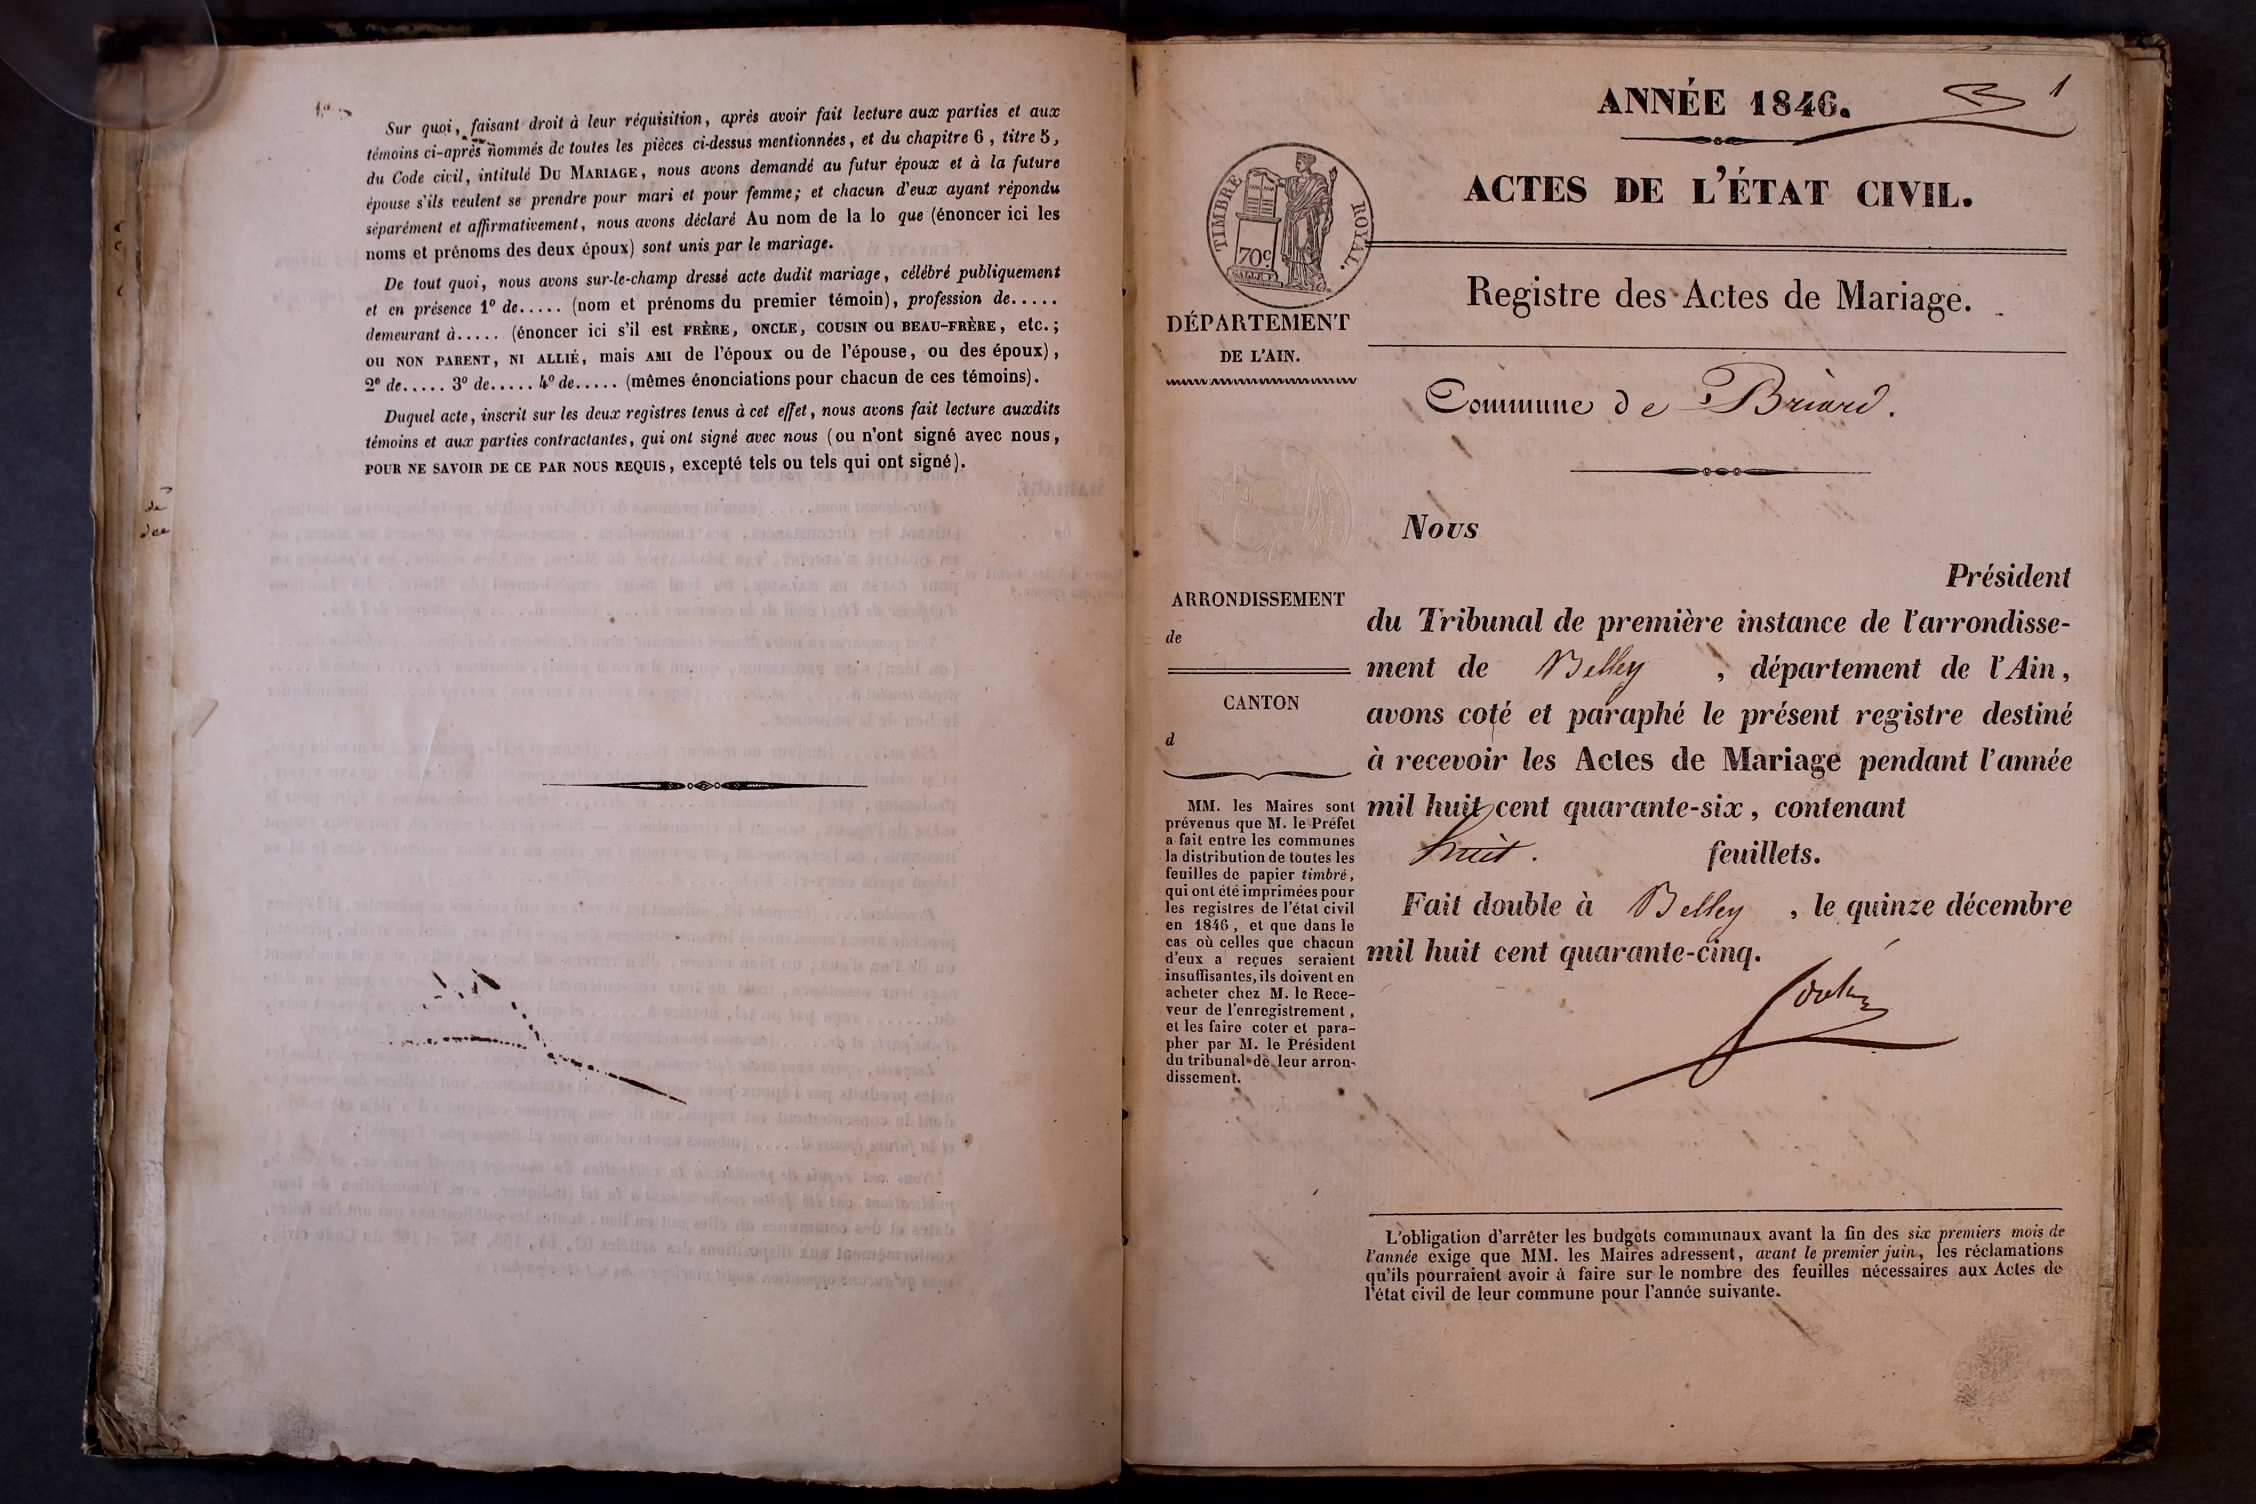 Sur quoi, faisant droit à leur réquisition, après avoir fait lecture aux parties et aux
témoins ci-après nommés de toutes les pièces ci-dessus mentionnées, et du chapitre 6, titre 5,
du Code civil, intitulé DU MARIAGE, nous avons demandé au futur époux et à la future
épouse s'ils veulent se prendre pour mari et pour femme; et chacun d'eux ayant répondu
séparément et affirmativement, nous avons déclaré Au nom de la lo que (énoncer ici les
noms et prénoms des deux époux) sont unis par le mariage.
De tout quoi, nous avons sur-le-champ dressé acte dudit mariage, célébré publiquement
et en présence 1º de..... (nom et prénoms du premier témoin), profession de.....
demeurant à..... (énoncer ici s'il est FRÈRE, ONCLE, COUSIN OU BEAU-FRÈRE, etc.;
OU NON PARENT, NI ALLIÉ, mais AMI de l'époux ou de l'épouse, ou des époux),
2º de..... 3º de..... 4º de..... (mêmes énonciations pour chacun de ces témoins).
Duquel acte, inscrit sur les deux registres tenus à cet effet, nous avons fait lecture auxdits
témoins et aux parties contractantes, qui ont signé avec nous (ou n'ont signé avec nous,
POUR NE SAVOIR DE CE PAR NOUS REQUIS, excepté tels ou tels qui ont signé).
ANNÉE 1846.
1
ACTES DE L'ÉTAT CIVIL.
Registre des Actes de Mariage.
TIMBRE ROYAL.
70c
DÉPARTEMENT
DE L'AIN.
Commune de Briord.
Nous
Président
du Tribunal de première instance de l'arrondisse-
ment de Belley, département de l'Ain,
avons coté et paraphé le présent registre destiné
à recevoir les Actes de Mariage pendant l'année
mil huit cent quarante-six, contenant
huit. feuillets.
Fait double à Belley, le quinze décembre
mil huit cent quarante-cinq.
ARRONDISSEMENT
de
CANTON
d
MM. les Maires sont
prévenus que M. le Préfet
a fait entre les communes
la distribution de toutes les
feuilles de papier timbré,
qui ont été imprimées pour
les registres de l'état civil
en 1846, et que dans le
cas où celles que chacun
d'eux a reçues seraient
insuffisantes, ils doivent en
acheter chez M. le Rece-
veur de l'enregistrement,
et les faire coter et para-
pher par M. le Président
du tribunal de leur arron-
dissement.
L'obligation d'arrêter les budgets communaux avant la fin des six premiers mois de
l'année exige que MM. les Maires adressent, avant le premier juin, les réclamations
qu'ils pourraient avoir à faire sur le nombre des feuilles nécessaires aux Actes de
l'état civil de leur commune pour l'année suivante.